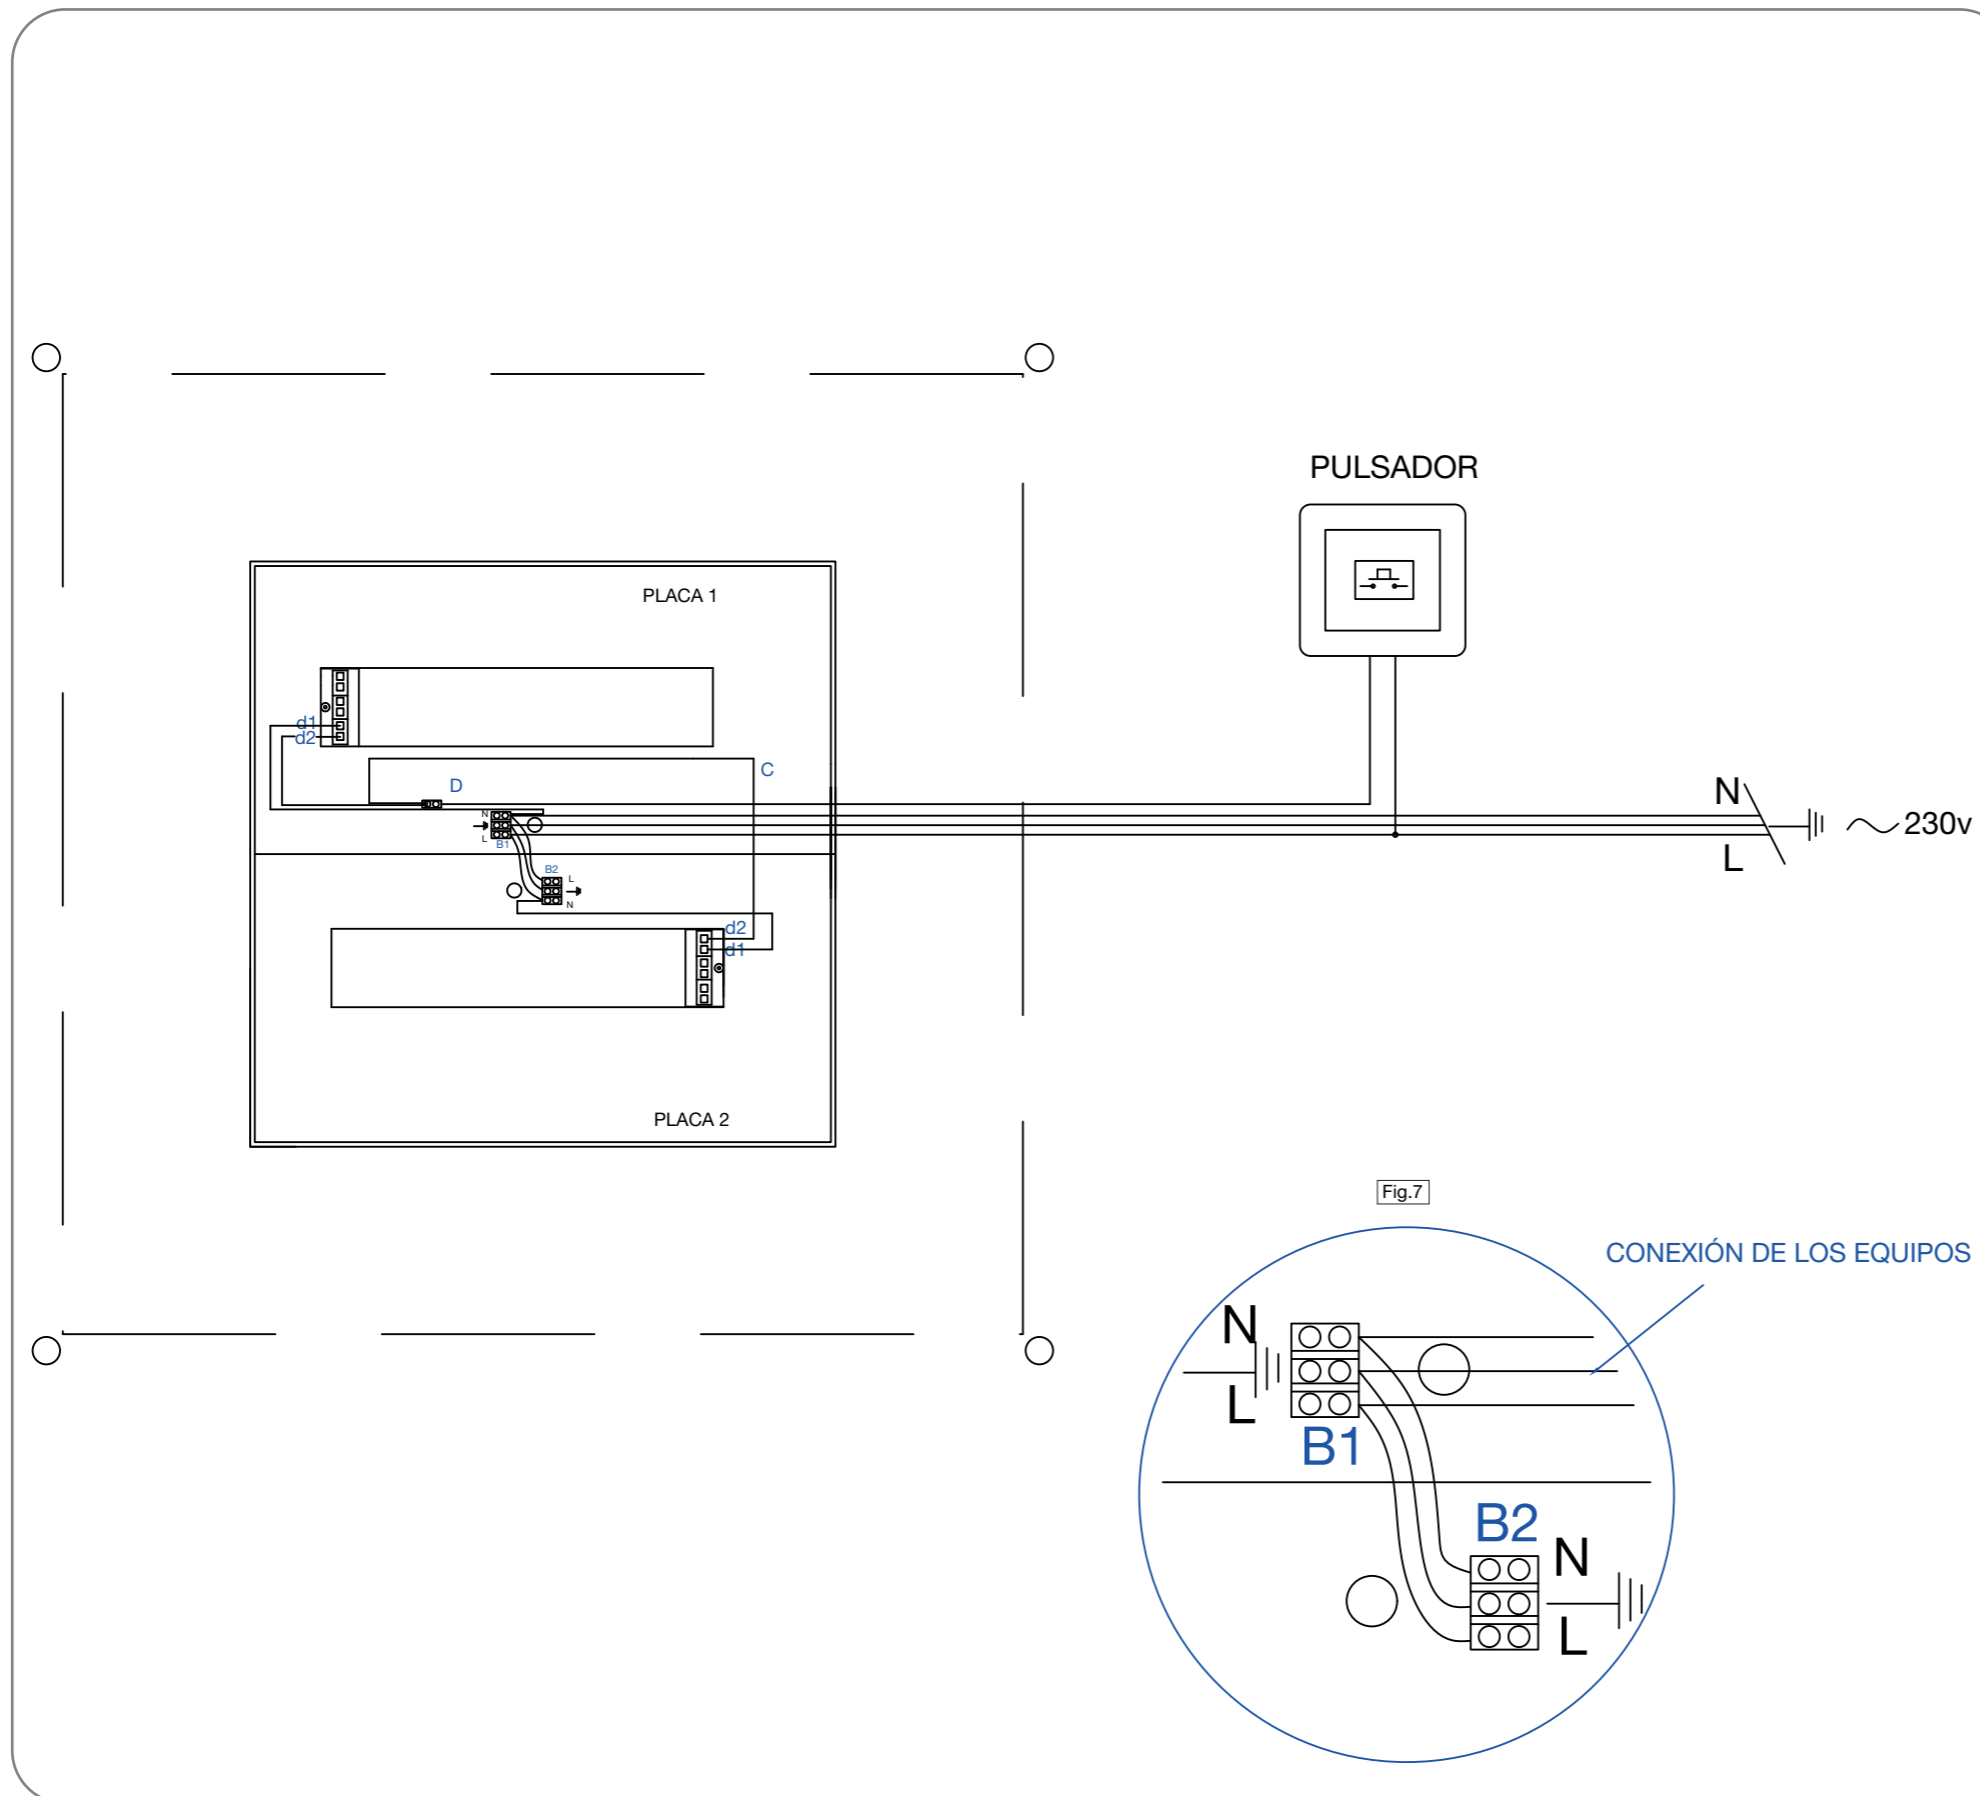 PULSADOR
PLACA 1
d1
d2
C
D
N
L
B1
N
L
230v
B2
L
N
d2
d1
PLACA 2
Fig.7
CONEXIÓN DE LOS EQUIPOS
N
L
B1
B2
N
L